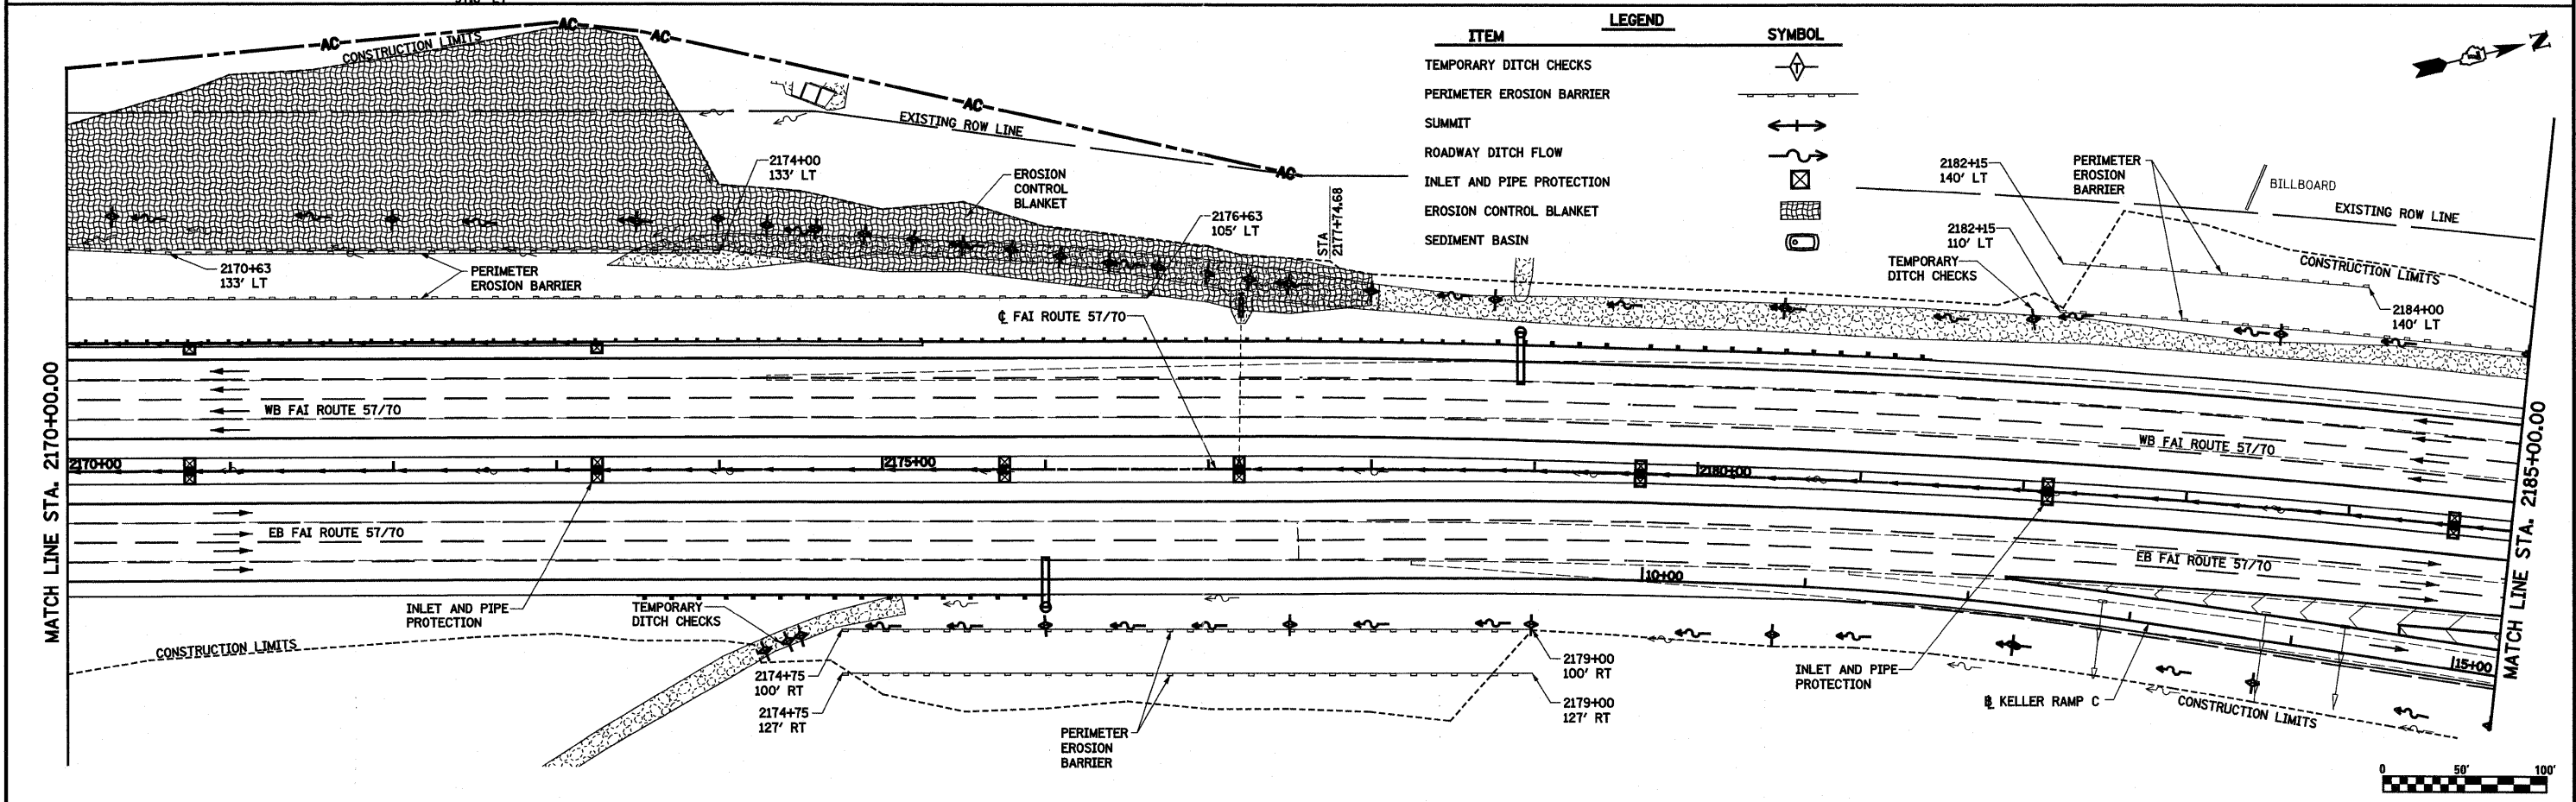 LEGEND
ITEM SYMBOL
TEMPORARY DITCH CHECKS
T
PERIMETER EROSION BARRIER
SUMMIT
ROADWAY DITCH FLOW
INLET AND PIPE PROTECTION
EROSION CONTROL BLANKET
SEDIMENT BASIN
N
AC
AC
AC
AC
AC
CONSTRUCTION LIMITS
EXISTING ROW LINE
2174+00
133' LT
EROSION
CONTROL
BLANKET
2176+63
105' LT
STA
2177+74.68
2170+63
133' LT
PERIMETER
EROSION BARRIER
℄ FAI ROUTE 57/70
2182+15
140' LT
PERIMETER
EROSION
BARRIER
BILLBOARD
EXISTING ROW LINE
2182+15
110' LT
TEMPORARY
DITCH CHECKS
CONSTRUCTION LIMITS
2184+00
140' LT
MATCH LINE STA. 2170+00.00
WB FAI ROUTE 57/70
2170+00
2175+00
2180+00
WB FAI ROUTE 57/70
MATCH LINE STA. 2185+00.00
EB FAI ROUTE 57/70
EB FAI ROUTE 57/70
10+00
15+00
INLET AND PIPE
PROTECTION
TEMPORARY
DITCH CHECKS
CONSTRUCTION LIMITS
2174+75
100' RT
2174+75
127' RT
PERIMETER
EROSION
BARRIER
2179+00
100' RT
2179+00
127' RT
INLET AND PIPE
PROTECTION
KELLER RAMP C
CONSTRUCTION LIMITS
0 50' 100'